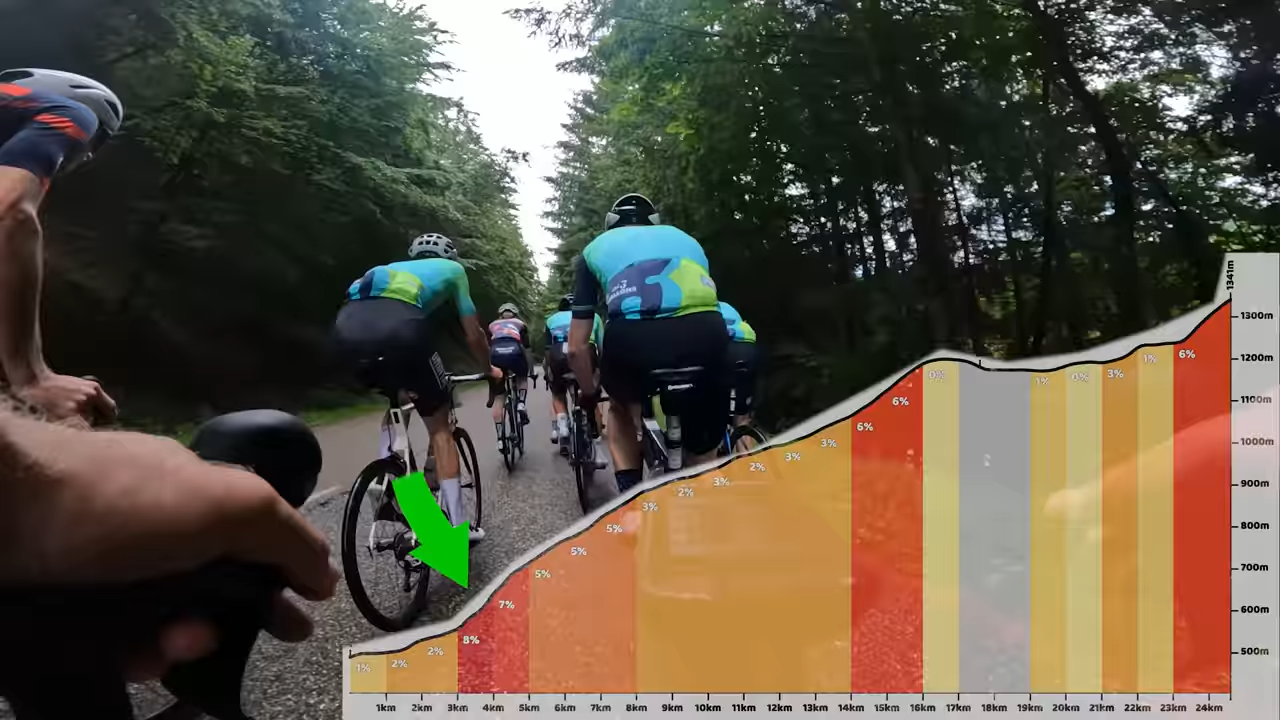 1341m
1300m
1200m
1100m
1000m
900m
800m
700m
600m
500m
1% 2% 2% 8% 7% 5% 5% 5% 3% 2% 3% 2% 3% 3% 6% 6% 0% 1% 0% 3% 1% 6%
1km 2km 3km 4km 5km 6km 7km 8km 9km 10km 11km 12km 13km 14km 15km 16km 17km 18km 19km 20km 21km 22km 23km 24km